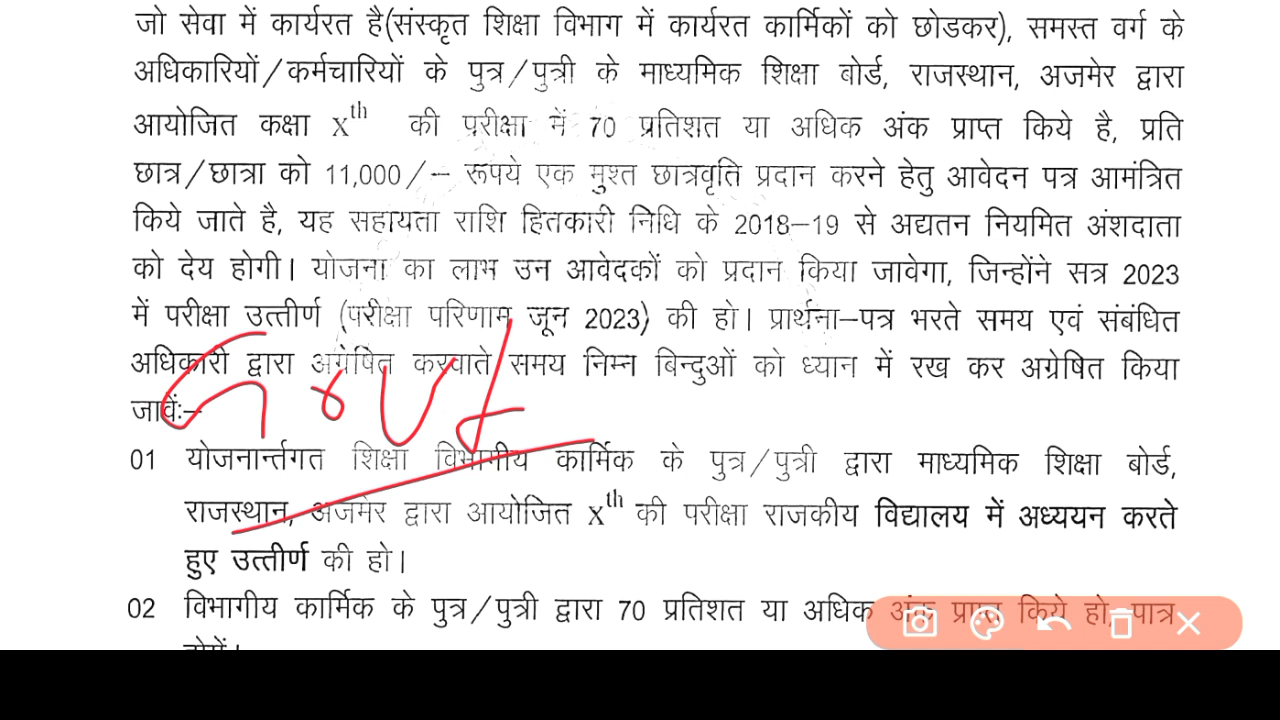 जो सेवा में कार्यरत है(संस्कृत शिक्षा विभाग में कार्यरत कार्मिकों को छोडकर), समस्त वर्ग के
अधिकारियों/कर्मचारियों के पुत्र/पुत्री के माध्यमिक शिक्षा बोर्ड, राजस्थान, अजमेर द्वारा
आयोजित कक्षा xth की परीक्षा में 70 प्रतिशत या अधिक अंक प्राप्त किये है, प्रति
छात्र/छात्रा को 11,000/– रूपये एक मुश्त छात्रवृति प्रदान करने हेतु आवेदन पत्र आमंत्रित
किये जाते है, यह सहायता राशि हितकारी निधि के 2018–19 से अद्यतन नियमित अंशदाता
को देय होगी। योजना का लाभ उन आवेदकों को प्रदान किया जावेगा, जिन्होंने सत्र 2023
में परीक्षा उत्तीर्ण (परीक्षा परिणाम जून 2023) की हो। प्रार्थना–पत्र भरते समय एवं संबंधित
अधिकारी द्वारा अग्रेषित करवाते समय निम्न बिन्दुओं को ध्यान में रख कर अग्रेषित किया
जावेंः–
01 योजनार्न्तगत शिक्षा विभागीय कार्मिक के पुत्र/पुत्री द्वारा माध्यमिक शिक्षा बोर्ड,
राजस्थान, अजमेर द्वारा आयोजित xth की परीक्षा राजकीय विद्यालय में अध्ययन करते
हुए उत्तीर्ण की हो।
02 विभागीय कार्मिक के पुत्र/पुत्री द्वारा 70 प्रतिशत या अधिक अंक प्राप्त किये हो, पात्र